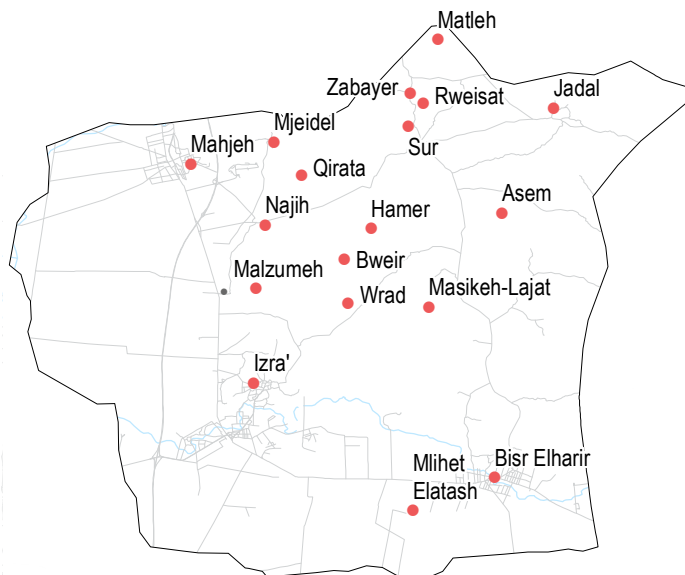 Matleh
Zabayer
Jadal
Rweisat
Mjeidel
Mahjeh
Sur
Qirata
Asem
Najih
Hamer
Bweir
Malzumeh
Wrad
Masikeh-Lajat
Izra'
Mlihet
Elatash
Bisr Elharir